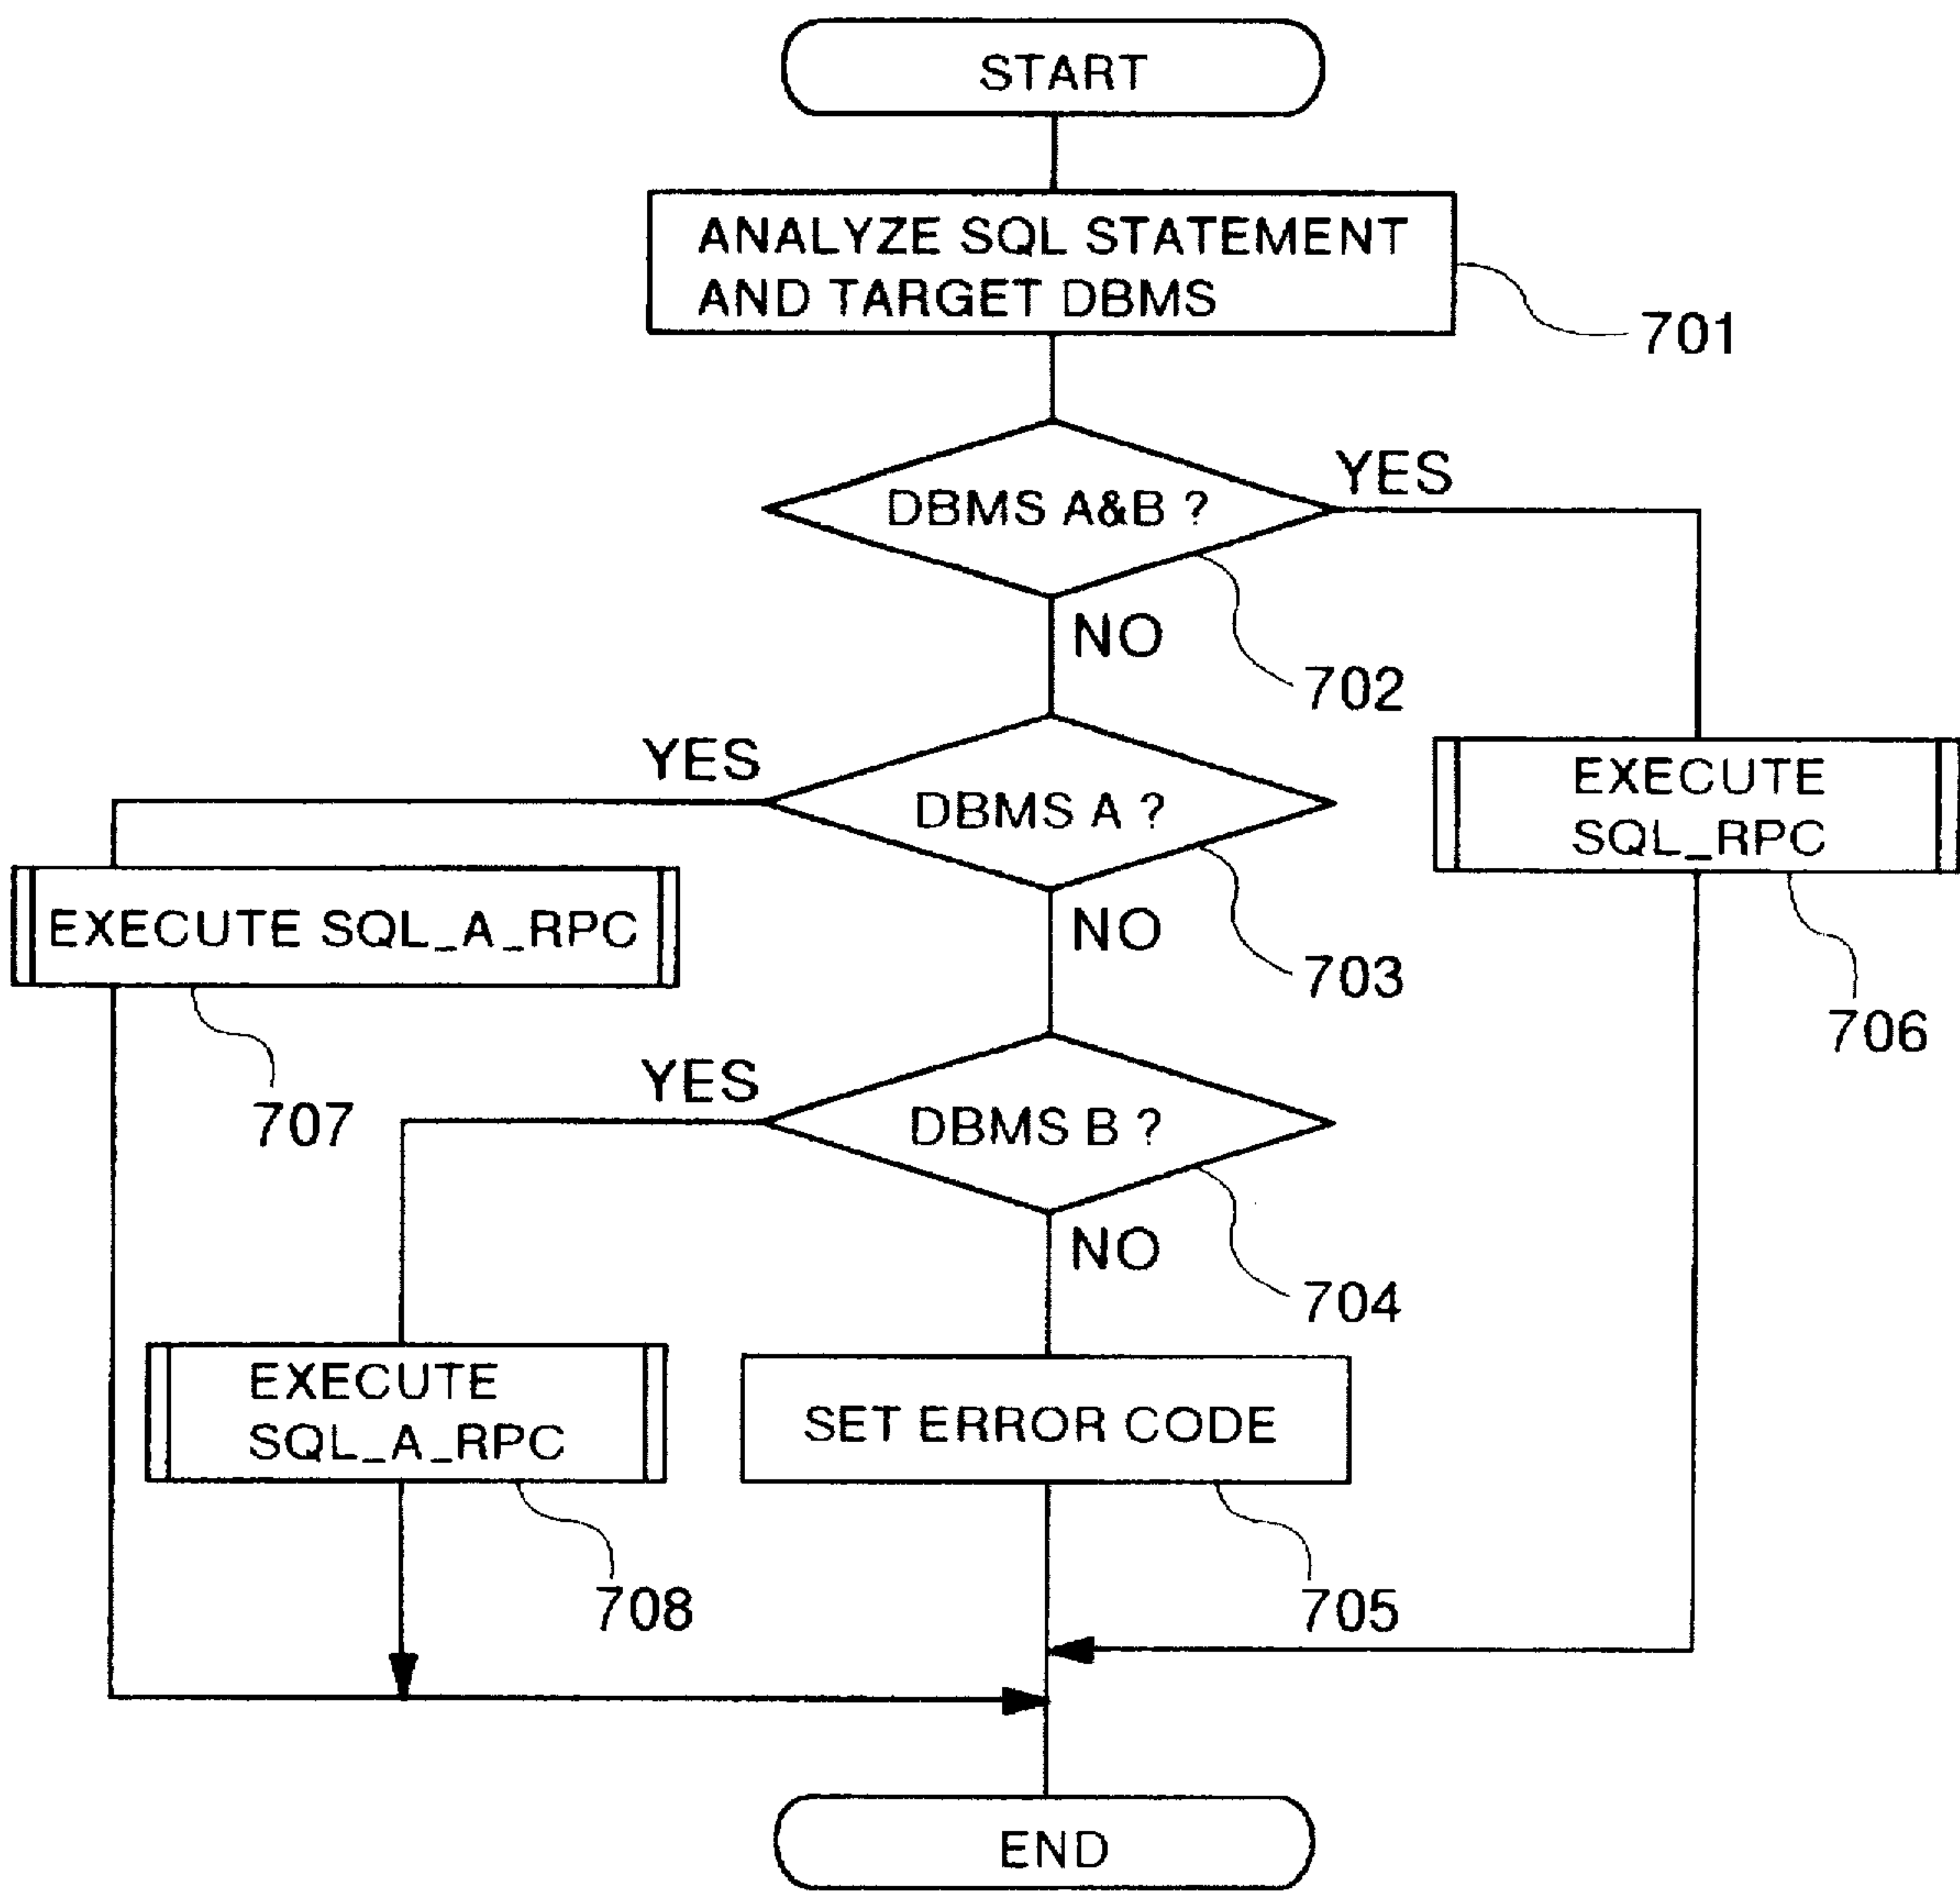 START
ANALYZE SQL STATEMENT
AND TARGET DBMS
701
DBMS A&B ?
YES
NO
702
DBMS A ?
YES
NO
703
EXECUTE
SQL_RPC
706
EXECUTE SQL_A_RPC
707
DBMS B ?
YES
NO
704
EXECUTE
SQL_A_RPC
708
SET ERROR CODE
705
END